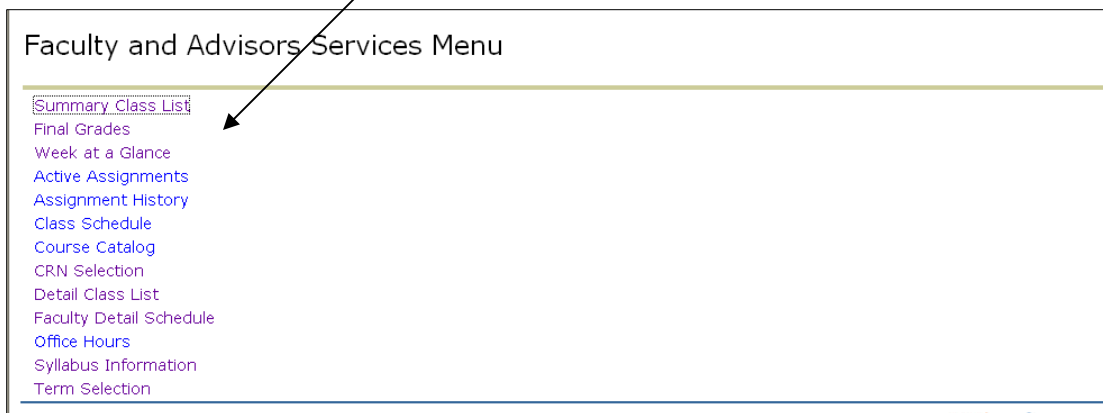 Faculty and Advisors Services Menu
Summary Class List
Final Grades
Week at a Glance
Active Assignments
Assignment History
Class Schedule
Course Catalog
CRN Selection
Detail Class List
Faculty Detail Schedule
Office Hours
Syllabus Information
Term Selection